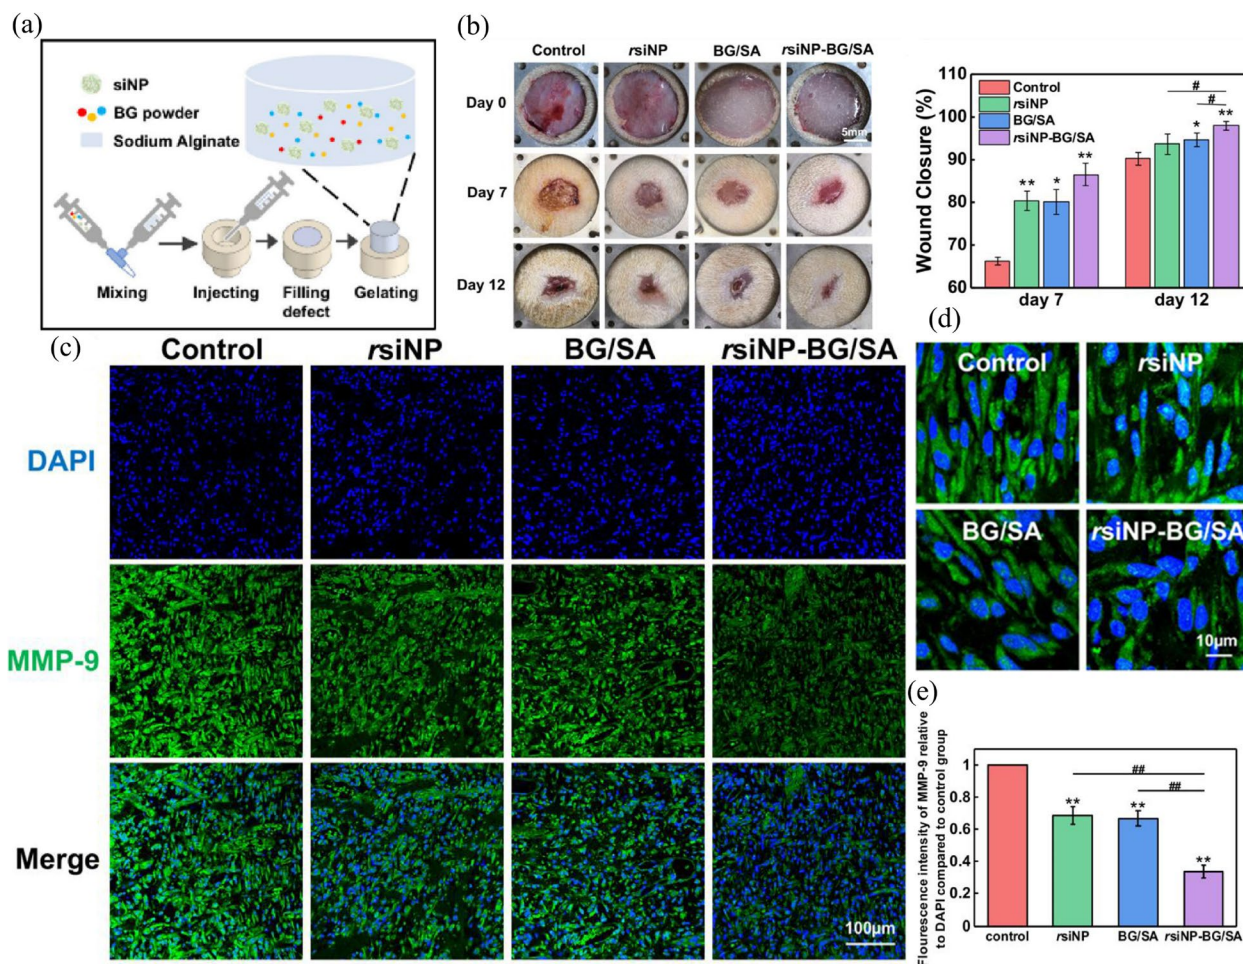 (a)
siNP
BG powder
Sodium Alginate
Mixing
Injecting
Filling
defect
Gelating
(b)
Control
rsiNP
BG/SA
rsiNP-BG/SA
Day 0
5mm
Day 7
Day 12
Wound Closure (%)
100
90
80
70
60
Control
rsiNP
BG/SA
rsiNP-BG/SA
**
*
**
#
#
*
**
day 7
day 12
(c)
Control
rsiNP
BG/SA
rsiNP-BG/SA
DAPI
MMP-9
Merge
100μm
(d)
Control
rsiNP
BG/SA
rsiNP-BG/SA
10μm
(e)
Flourescence intensity of MMP-9 relative
to DAPI compared to control group
1
0.8
0.6
0.4
0.2
0
##
##
**
**
**
control
rsiNP
BG/SA
rsiNP-BG/SA